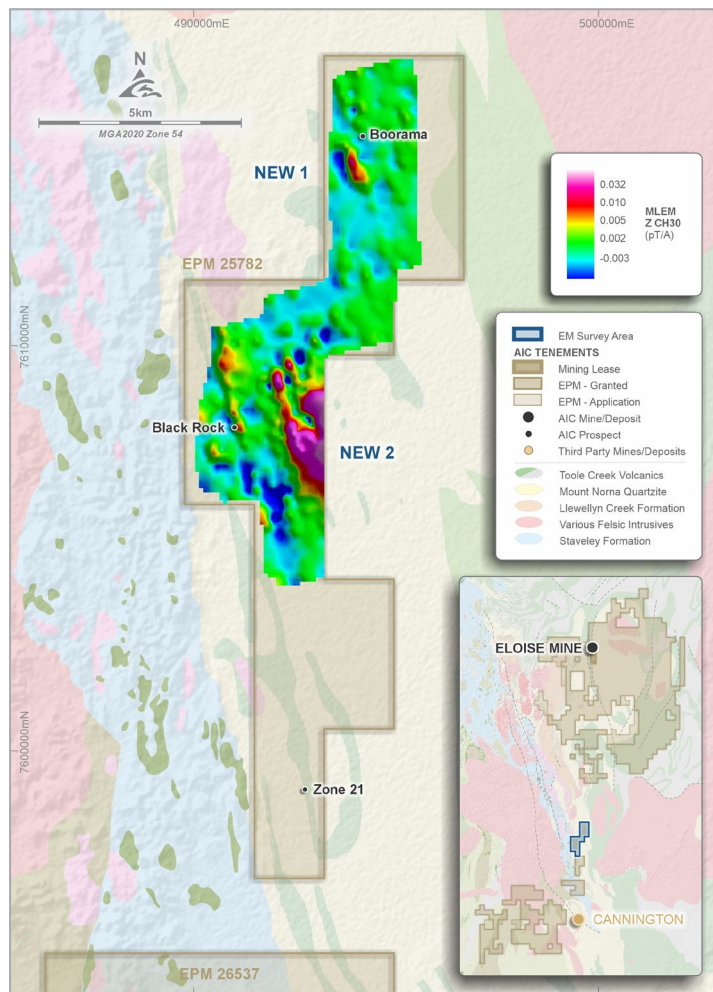 490000mE
500000mE
N
5km
MGA2020 Zone 54
Boorama
NEW 1
EPM 25782
7610000mN
Black Rock
NEW 2
7600000mN
Zone 21
EPM 26537
0.032
0.010
0.005
0.002
-0.003
MLEM
Z CH30
(pT/A)
EM Survey Area
AIC TENEMENTS
Mining Lease
EPM - Granted
EPM - Application
AIC Mine/Deposit
AIC Prospect
Third Party Mines/Deposits
Toole Creek Volcanics
Mount Norna Quartzite
Llewellyn Creek Formation
Various Felsic Intrusives
Staveley Formation
ELOISE MINE
CANNINGTON